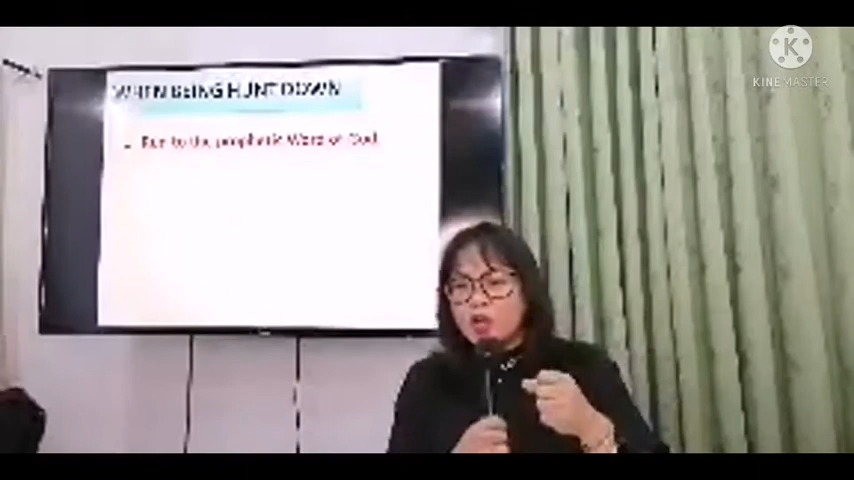 WHEN BEING HUNT DOWN
Run to the prophetic Word of God
K
KINEMASTER